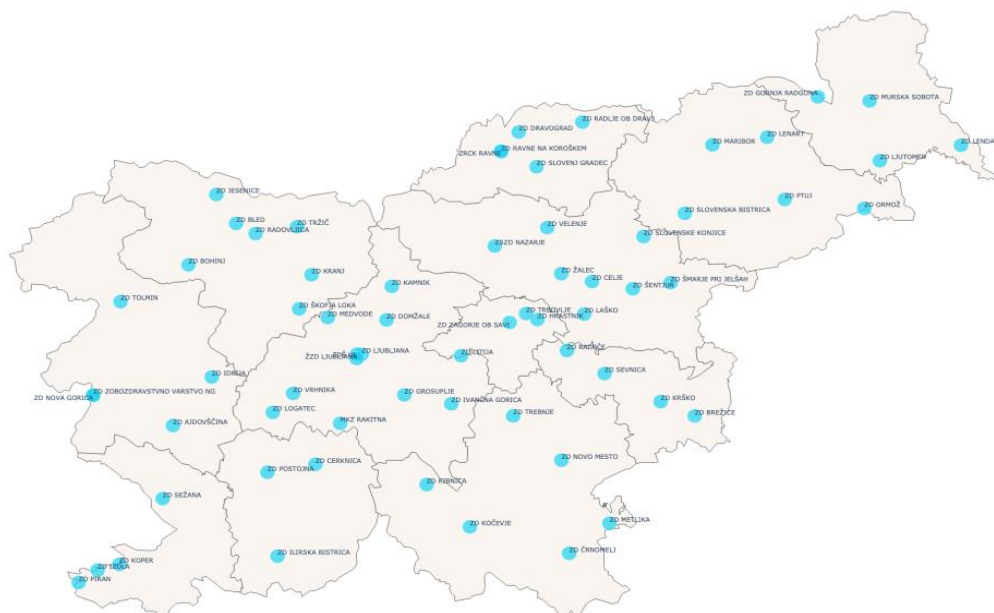 ZD GORNJA RADGONA
ZD MURSKA SOBOTA
ZD RADLJE OB DRAVI
ZD DRAVOGRAD
ZD LENART
ZD MARIBOR
ZD LENDA
ZRCK RAVNE
ZD RAVNE NA KOROŠKEM
ZD LJUTOMER
ZD SLOVENJ GRADEC
ZD JESENICE
ZD PTUJ
ZD ORMOŽ
ZD SLOVENSKA BISTRICA
ZD BLED
ZD TRŽIČ
ZD VELENJE
ZD RADOVLJICA
ZD SLOVENSKE KONJICE
ZSZD NAZARJE
ZD BOHINJ
ZD KRANJ
ZD ŽALEC
ZD CELJE
ZD ŠMARJE PRI JELŠAH
ZD KAMNIK
ZD ŠENTJUR
ZD TOLMIN
ZD ŠKOFJA LOKA
ZD MEDVODE
ZD DOMŽALE
ZD TRBOVLJE
ZD LAŠKO
ZD HRASTNIK
ZD ZAGORJE OB SAVI
ZD RADEČE
ZD LJUBLJANA
ŽZD LJUBLJANA
ZD LITIJA
ZD SEVNICA
ZD IDRIJA
ZD ZOBOZDRAVSTVNO VARSTVO NG
ZD NOVA GORICA
ZD VRHNIKA
ZD GROSUPLJE
ZD IVANČNA GORICA
ZD KRŠKO
ZD LOGATEC
ZD TREBNJE
ZD BREŽICE
MKZ RAKITNA
ZD AJDOVŠČINA
ZD NOVO MESTO
ZD CERKNICA
ZD POSTOJNA
ZD RIBNICA
ZD SEŽANA
ZD METLIKA
ZD KOČEVJE
ZD ČRNOMELJ
ZD ILIRSKA BISTRICA
ZD KOPER
ZD IZOLA
ZD PIRAN